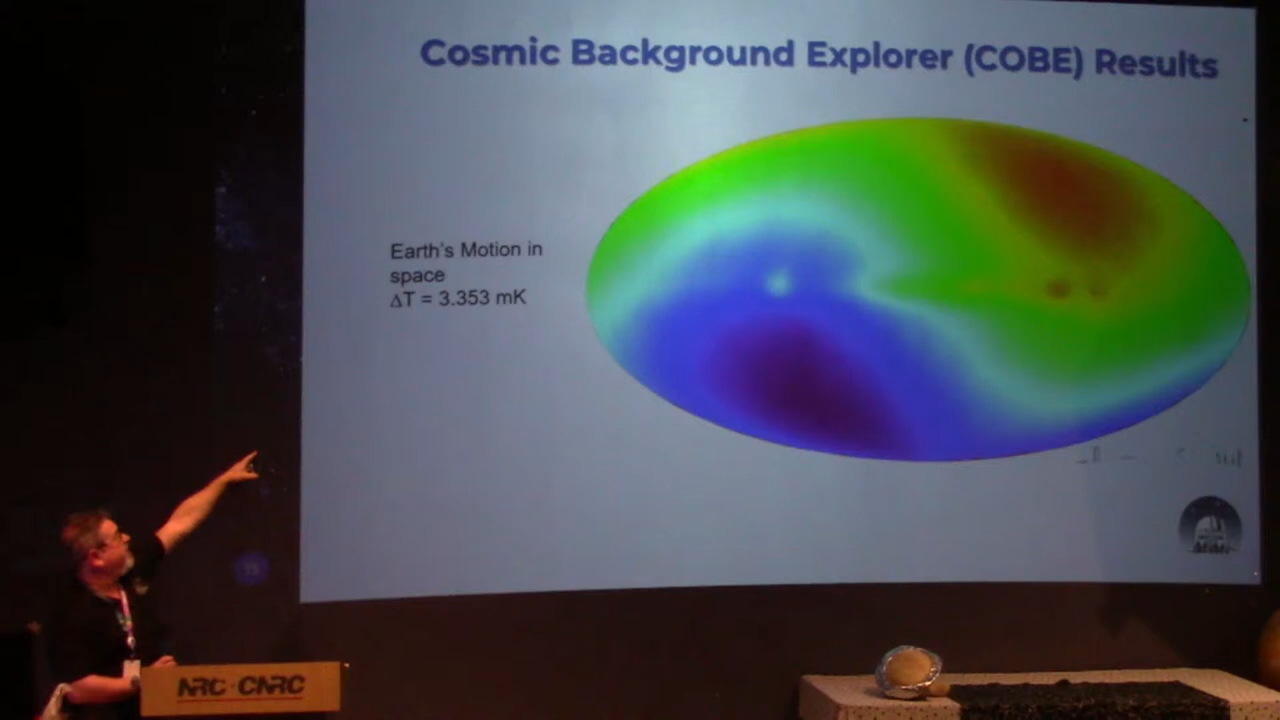 Cosmic Background Explorer (COBE) Results
Earth's Motion in
space
ΔT = 3.353 mK
NRC·CNRC